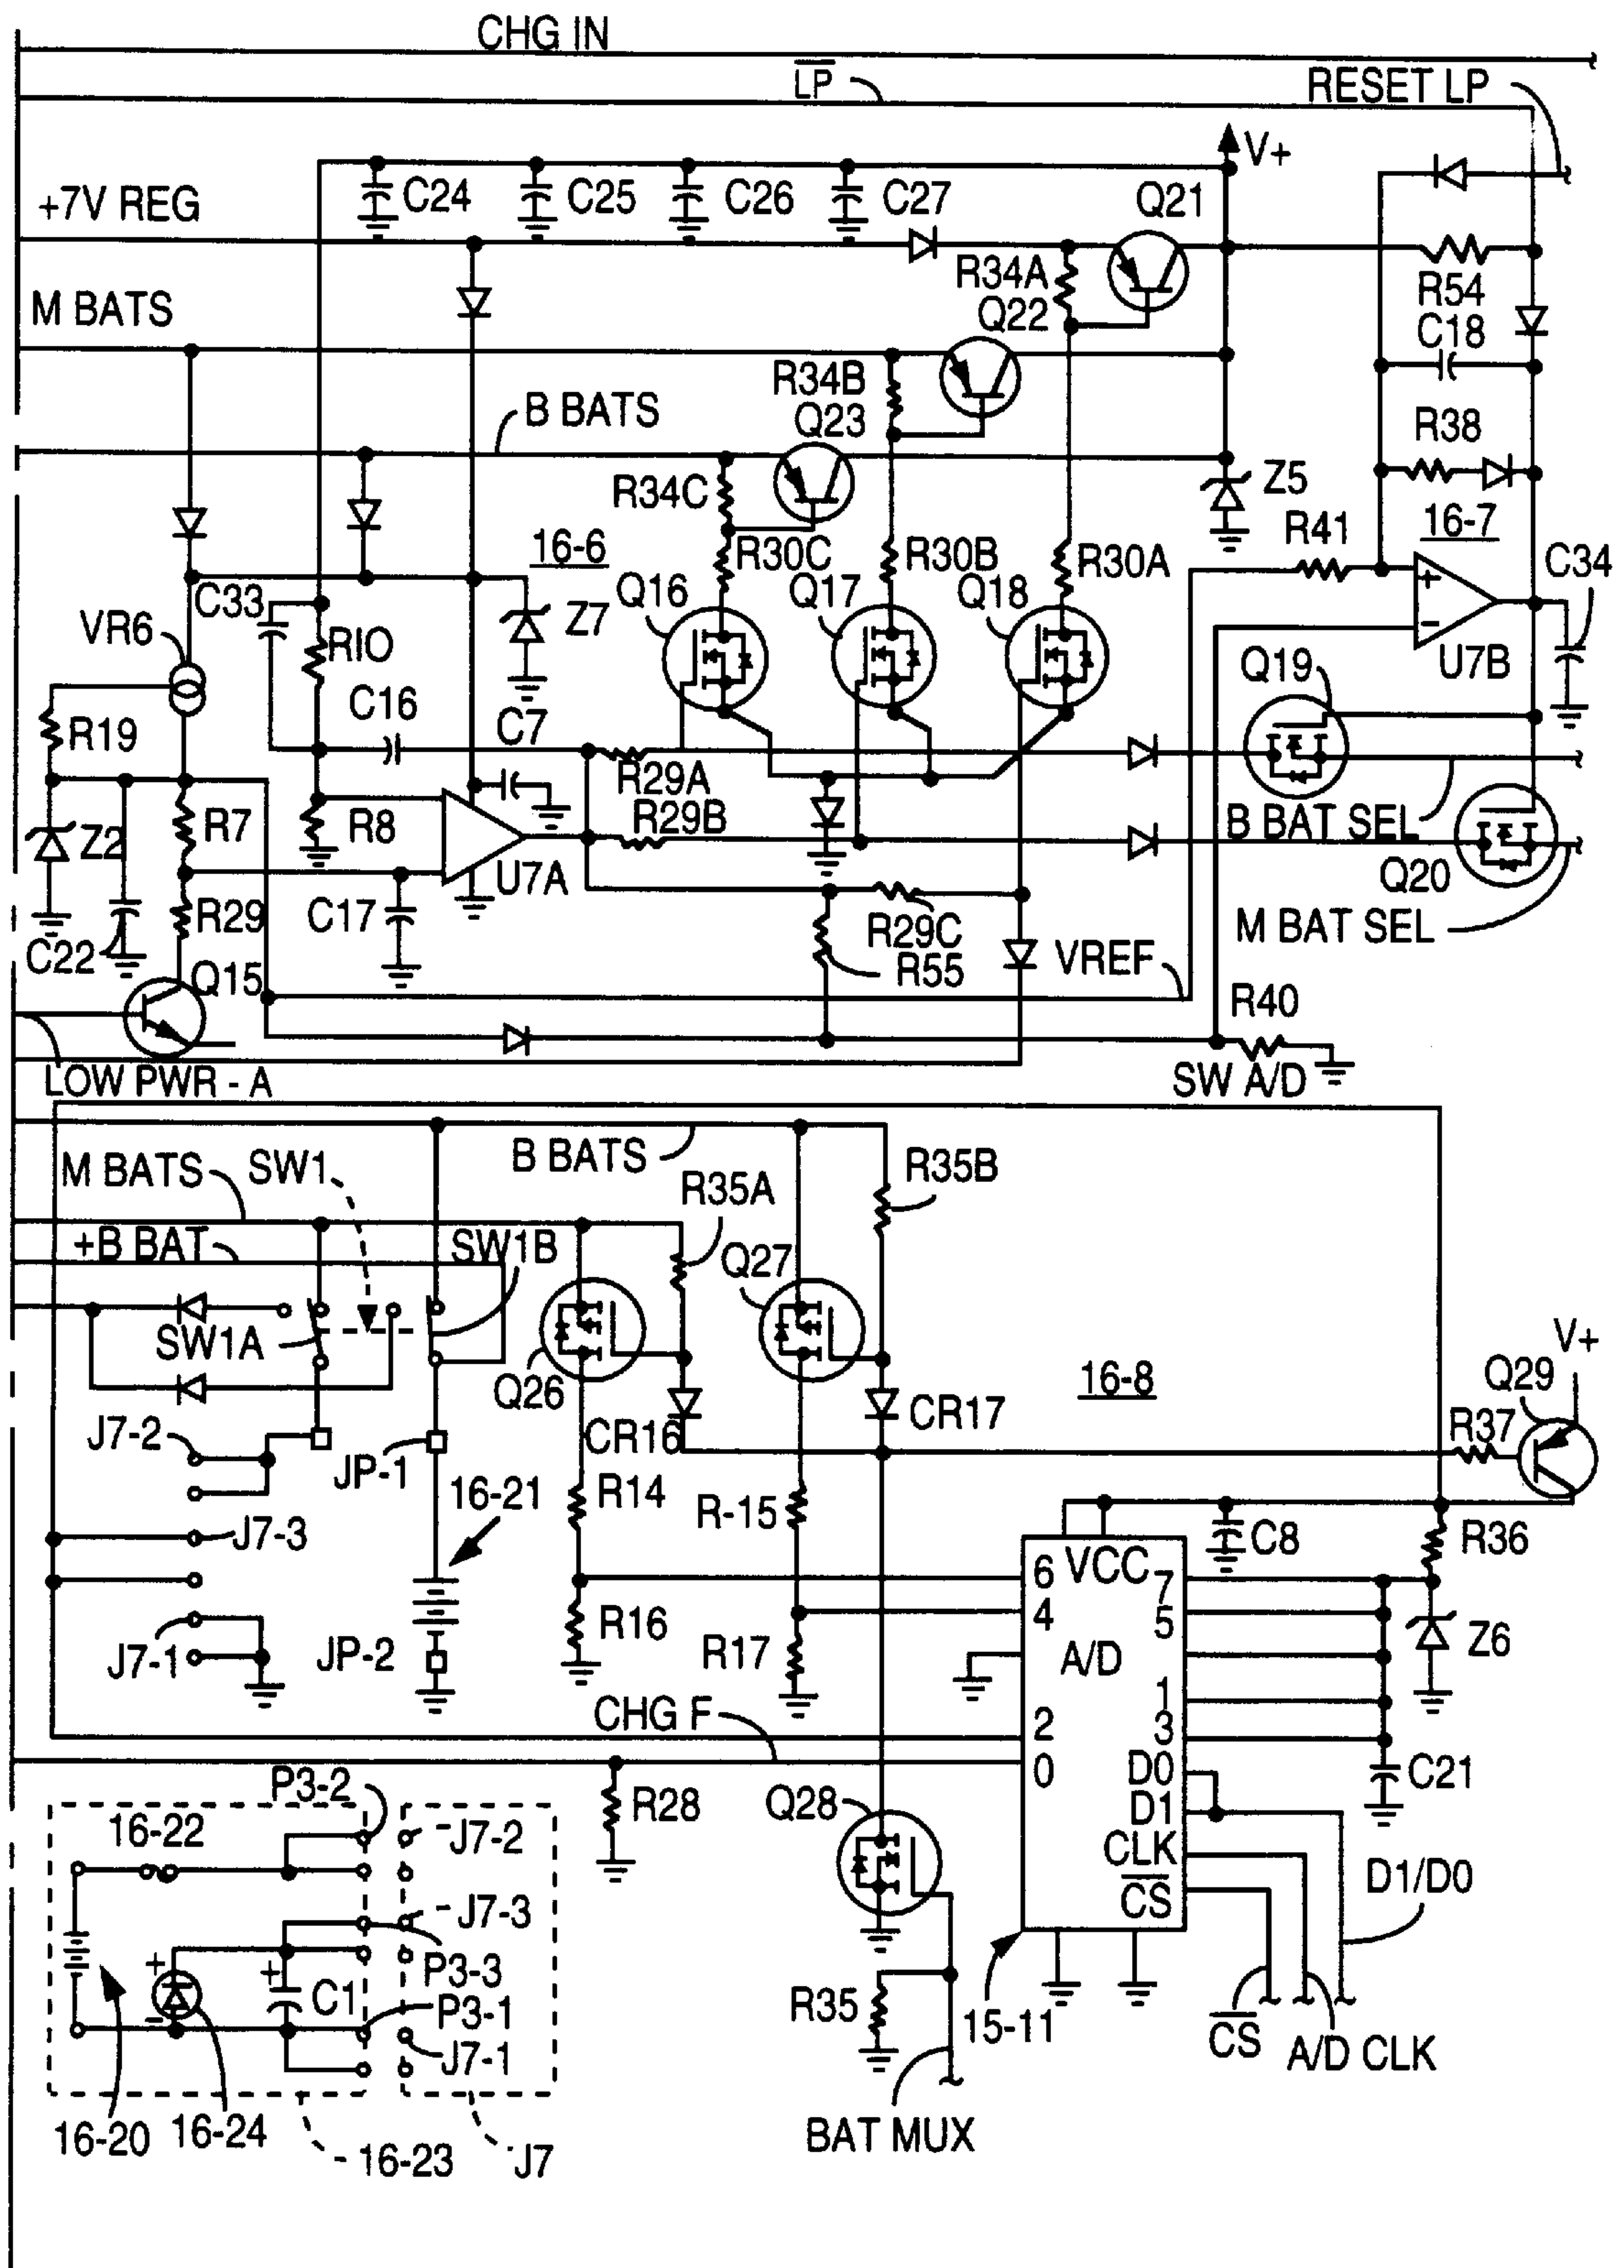 CHG IN
LP
RESET LP
V+
C24
C25
C26
C27
Q21
+7V REG
R34A
Q22
R54
C18
M BATS
R34B
Q23
B BATS
R38
R34C
Z5
16-7
R41
16-6
R30C
R30B
R30A
C34
C33
Q16
Q17
Q18
+
VR6
RIO
Z7
-
U7B
Q19
C16
C7
R19
R29A
R29B
B BAT SEL
Z2
R7
R8
U7A
Q20
R29
C17
R29C
M BAT SEL
C22
R55
VREF
Q15
R40
LOW PWR - A
SW A/D
B BATS
R35B
M BATS
SW1
R35A
+B BAT
SW1B
Q27
SW1A
V+
Q26
16-8
Q29
CR17
R37
J7-2
CR16
JP-1
16-21
R14
R-15
J7-3
C8
R36
6
VCC
7
4
5
R16
R17
A/D
Z6
J7-1
JP-2
1
CHG F
2
3
0
D0
C21
P3-2
R28
Q28
D1
16-22
J7-2
CLK
D1/D0
CS
J7-3
P3-3
+
+
C1
P3-1
R35
15-11
-
J7-1
CS
A/D CLK
16-20
16-24
16-23
J7
BAT MUX